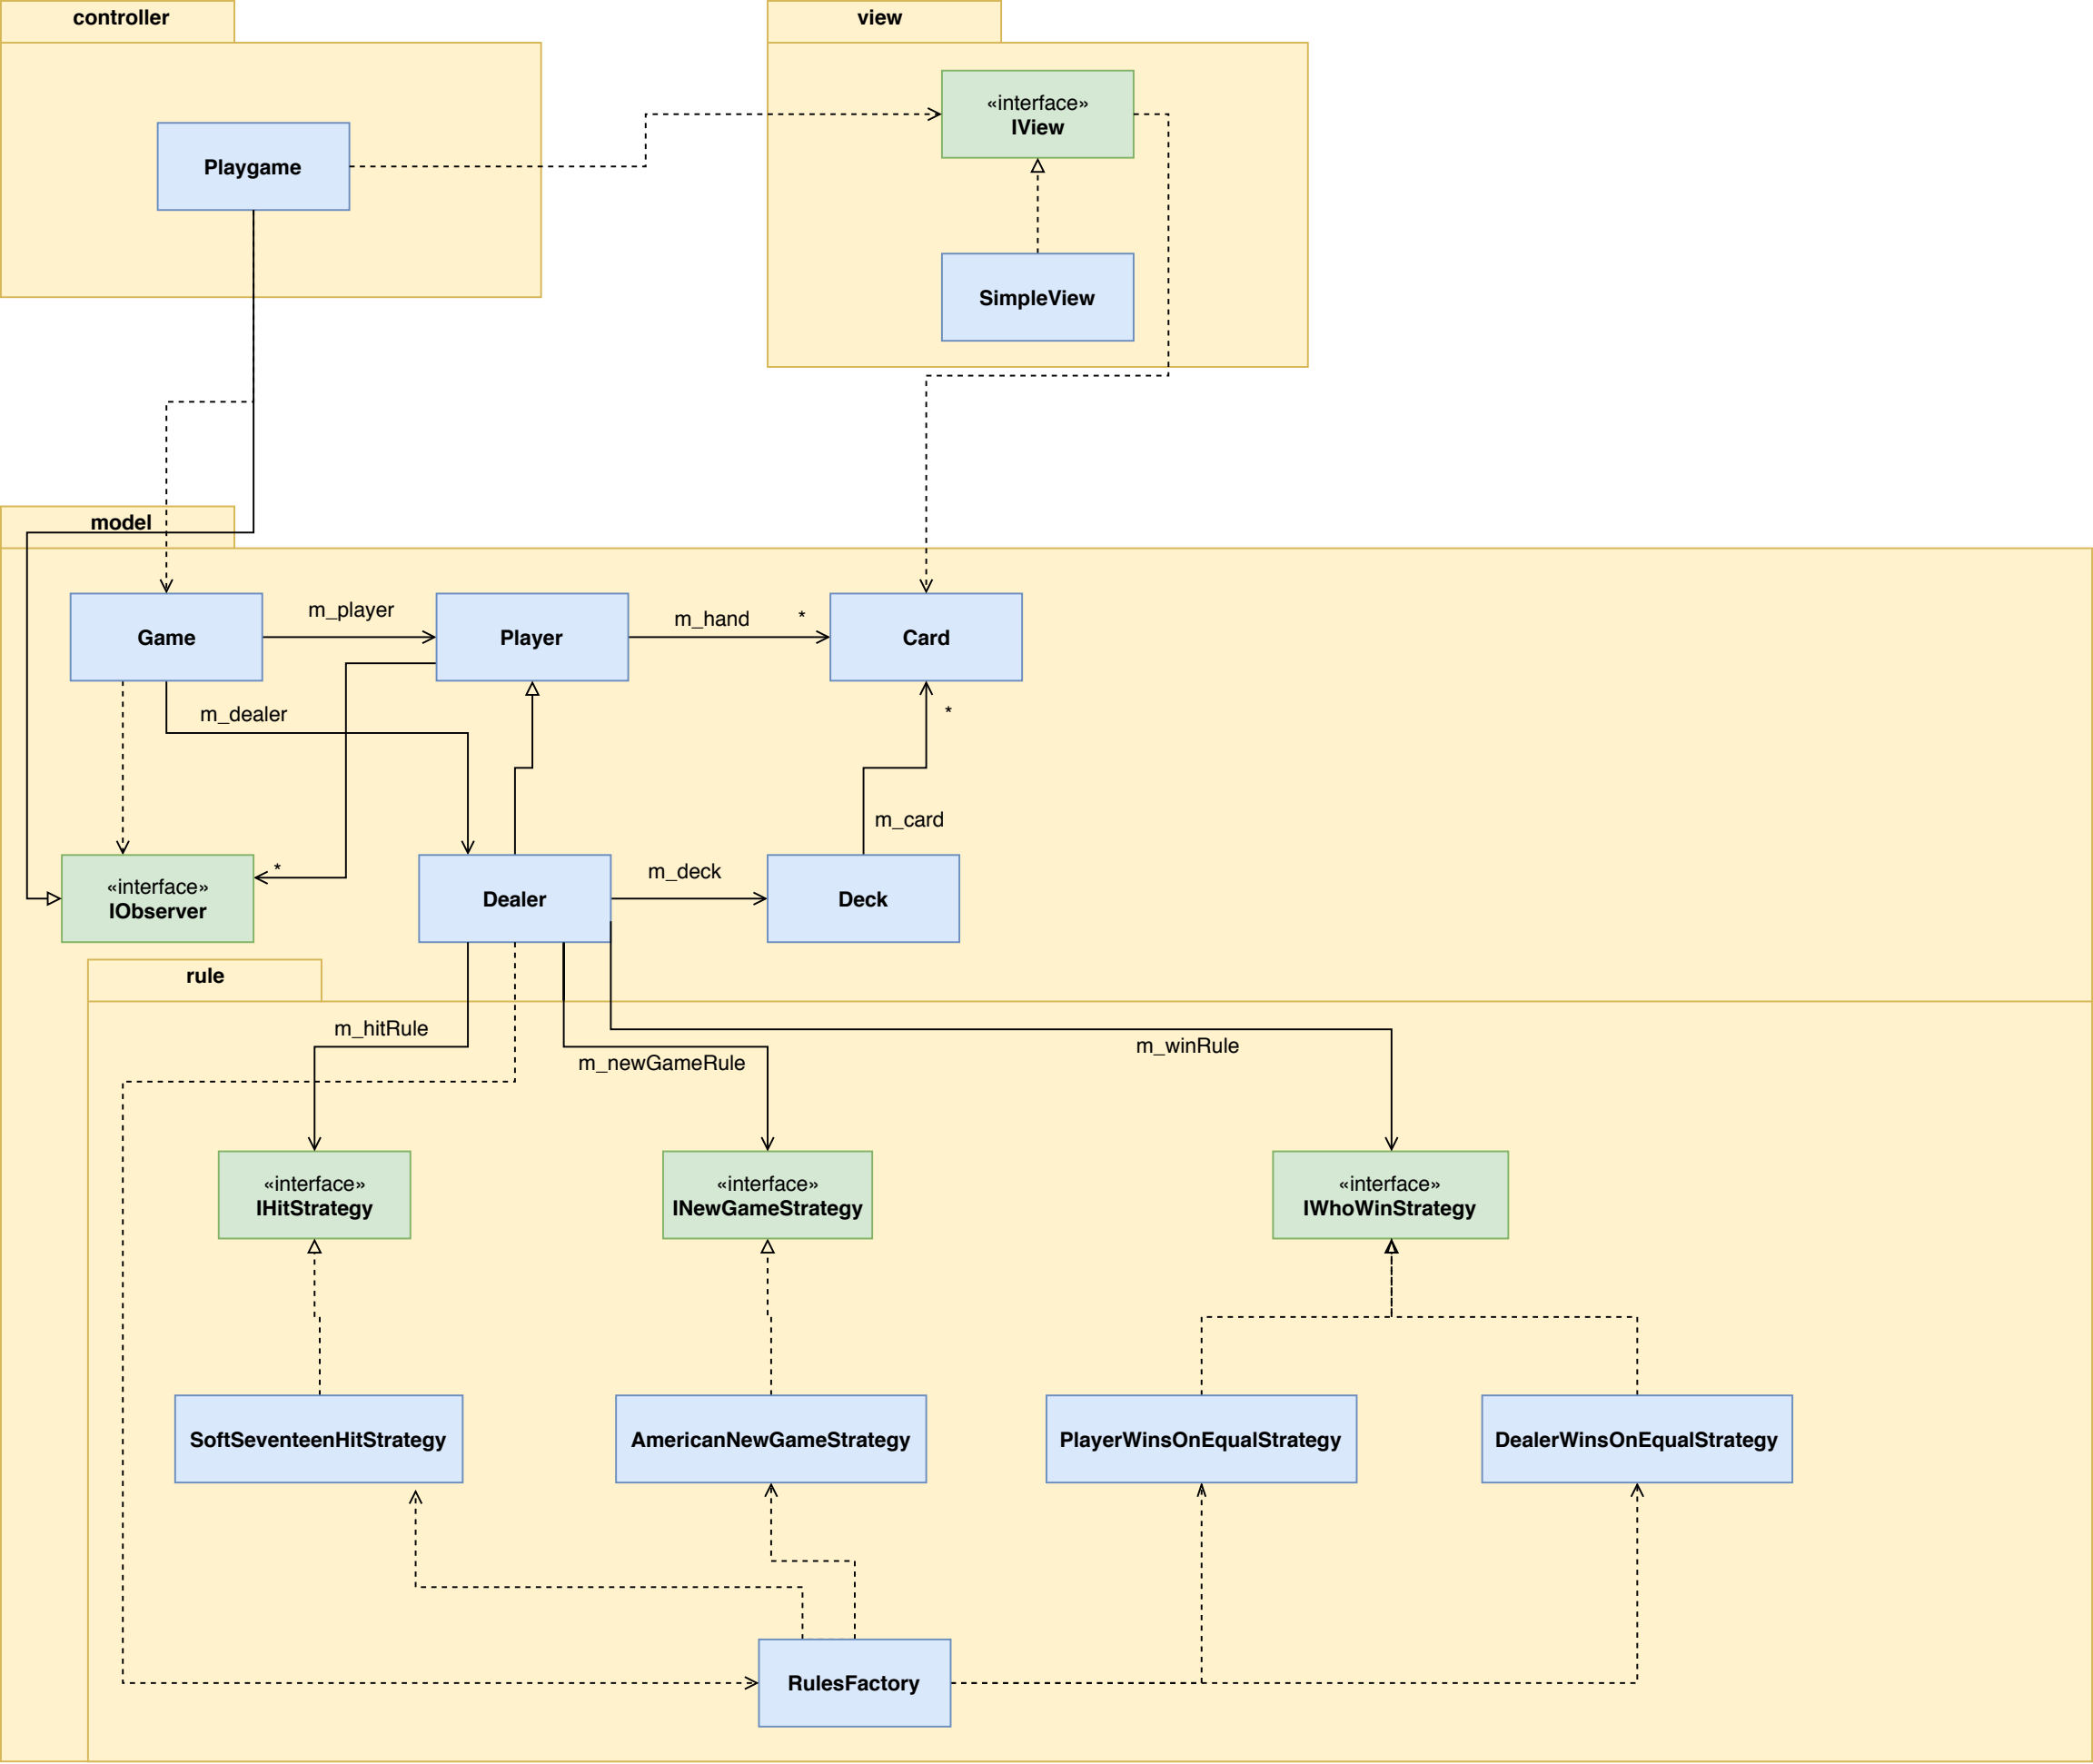 controller
view
«interface»
IView
Playgame
SimpleView
model
Game
m_player
Player
m_hand
*
Card
m_dealer
*
m_card
«interface»
IObserver
*
Dealer
m_deck
Deck
rule
m_hitRule
m_newGameRule
m_winRule
«interface»
IHitStrategy
«interface»
INewGameStrategy
«interface»
IWhoWinStrategy
SoftSeventeenHitStrategy
AmericanNewGameStrategy
PlayerWinsOnEqualStrategy
DealerWinsOnEqualStrategy
RulesFactory